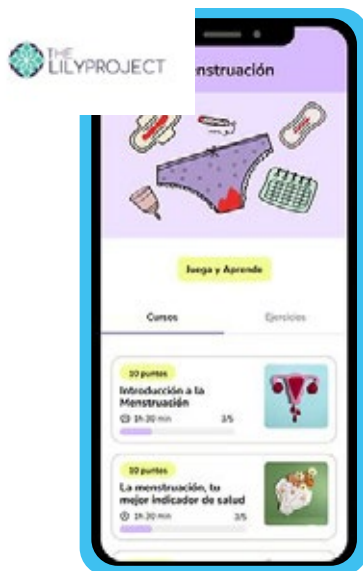 THE
LILYPROJECT
nstruación
Juega y Aprende
Cursos
Ejercicios
10 puntos
Introducción a la
Menstruación
1h 30 min
3/5
10 puntos
La menstruación, tu
mejor indicador de salud
1h 30 min
3/5